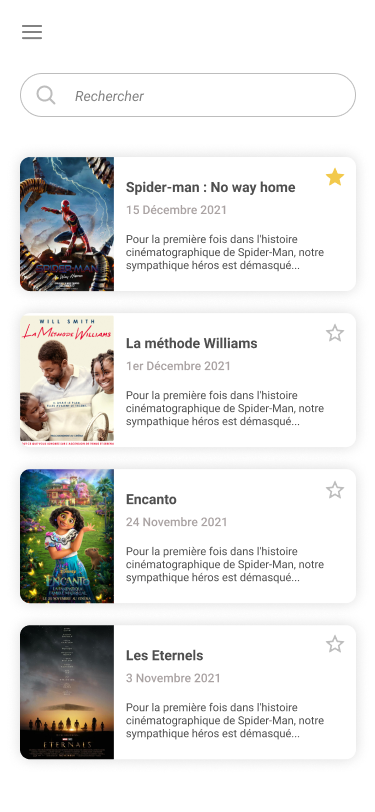 Rechercher
SPIDER-MAN
Spider-man : No way home
15 Décembre 2021
Pour la première fois dans l'histoire
cinématographique de Spider-Man, notre
sympathique héros est démasqué...
WILL SMITH
La Méthode Williams
La méthode Williams
1er Décembre 2021
Pour la première fois dans l'histoire
cinématographique de Spider-Man, notre
sympathique héros est démasqué...
Disney
ENCANTO
Encanto
24 Novembre 2021
Pour la première fois dans l'histoire
cinématographique de Spider-Man, notre
sympathique héros est démasqué...
ETERNALS
Les Eternels
3 Novembre 2021
Pour la première fois dans l'histoire
cinématographique de Spider-Man, notre
sympathique héros est démasqué...